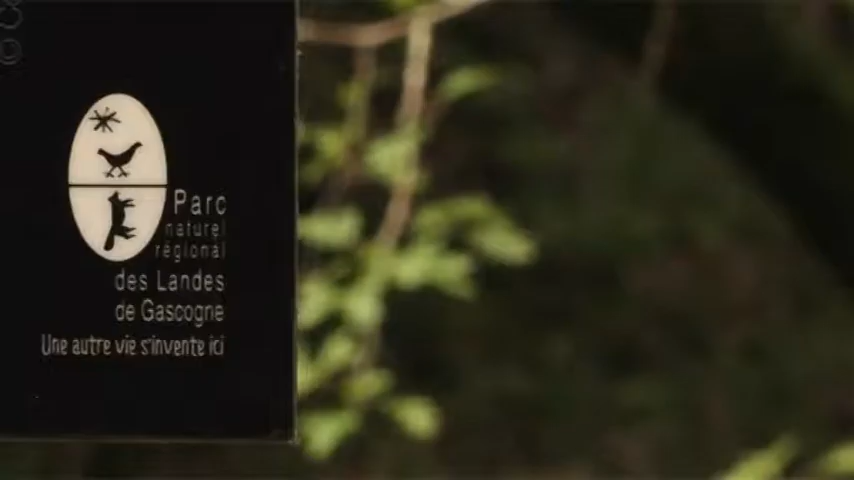 Parc
naturel
régional
des Landes
de Gascogne
Une autre vie s'invente ici